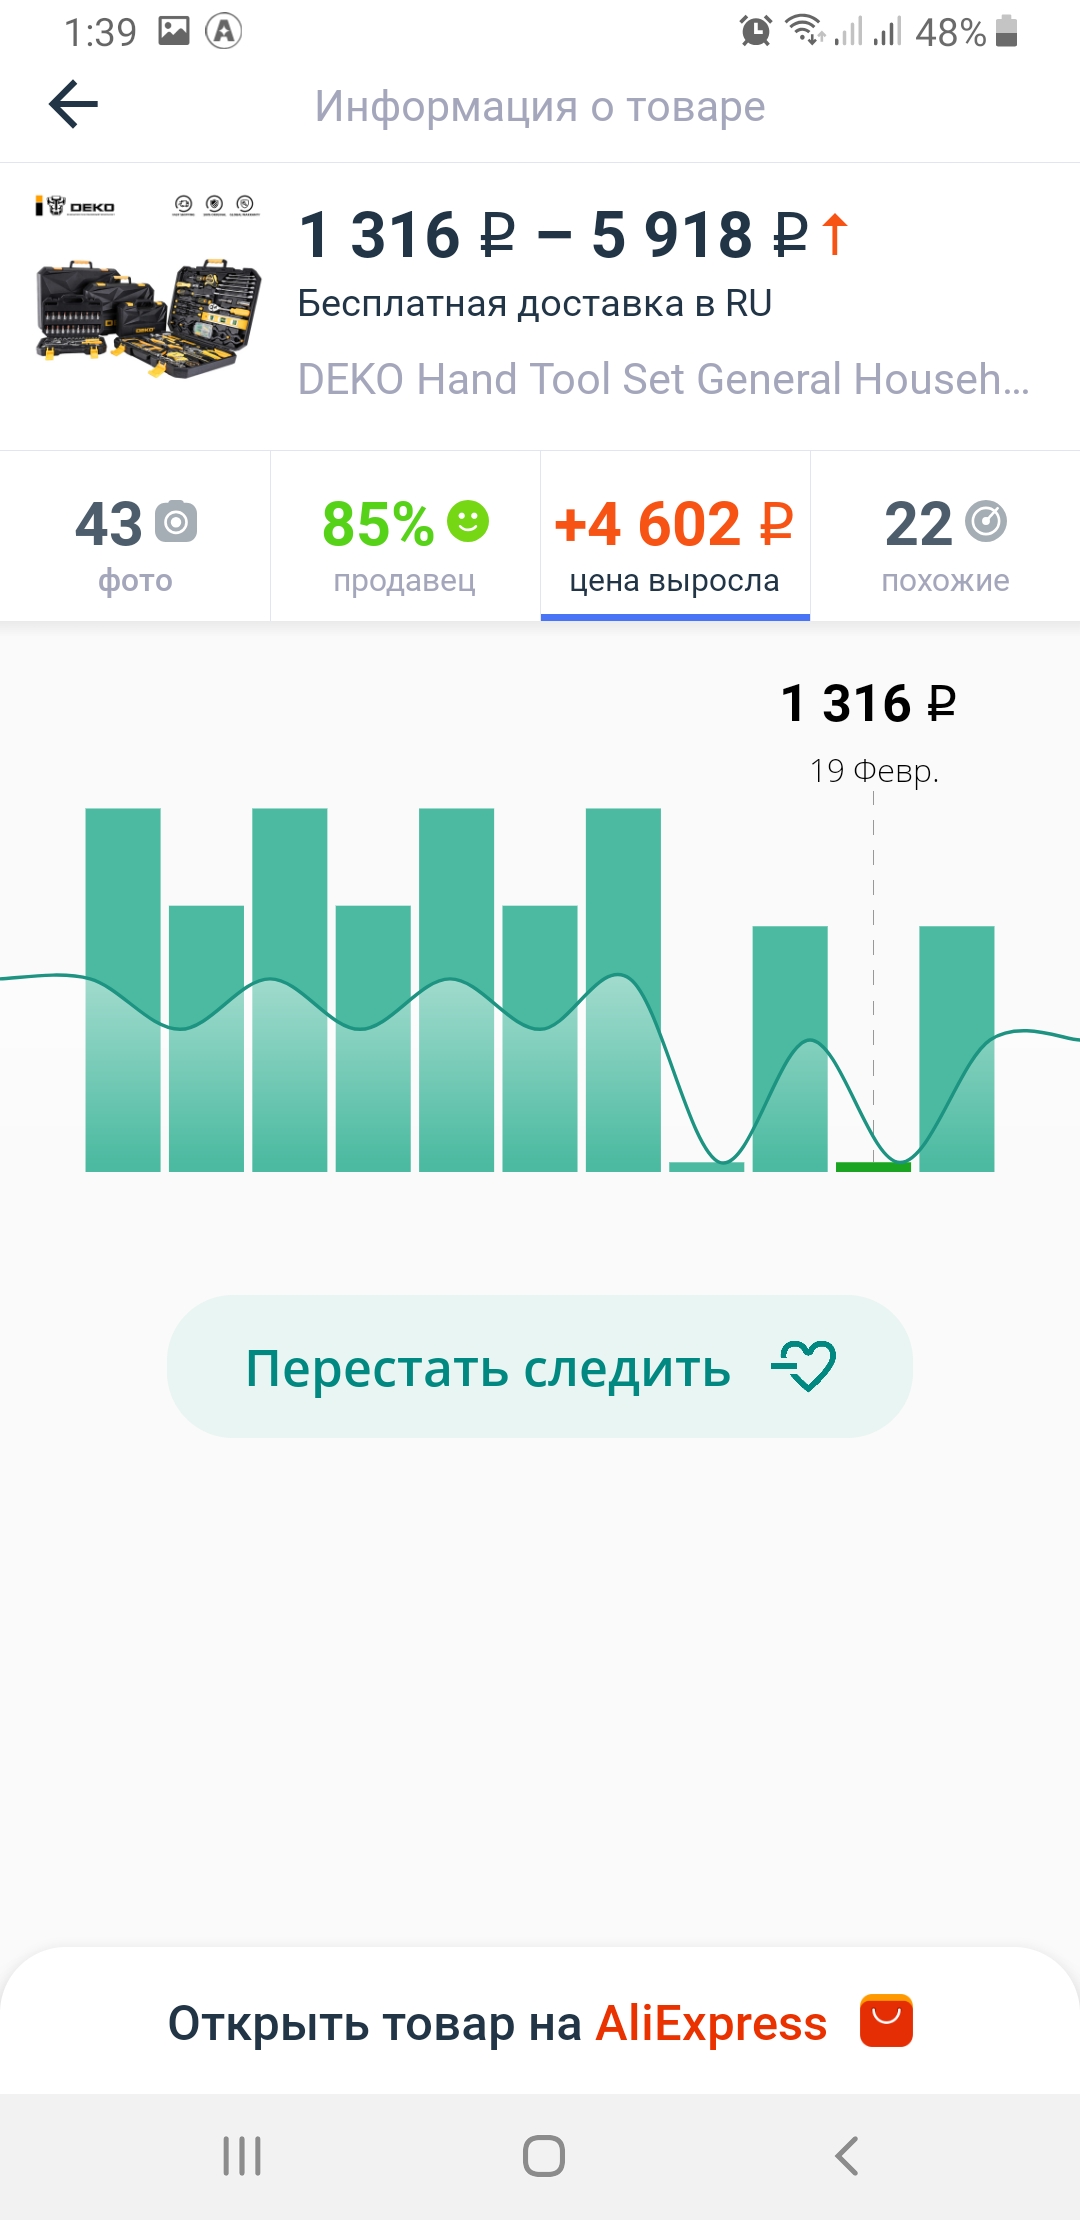 1:39
48%
Информация о товаре
DEKO
1 316 ₽ – 5 918 ₽
Бесплатная доставка в RU
DEKO Hand Tool Set General Househ...
43
фото
85%
продавец
+4 602 ₽
цена выросла
22
похожие
1 316 ₽
19 Февр.
Перестать следить
Открыть товар на AliExpress